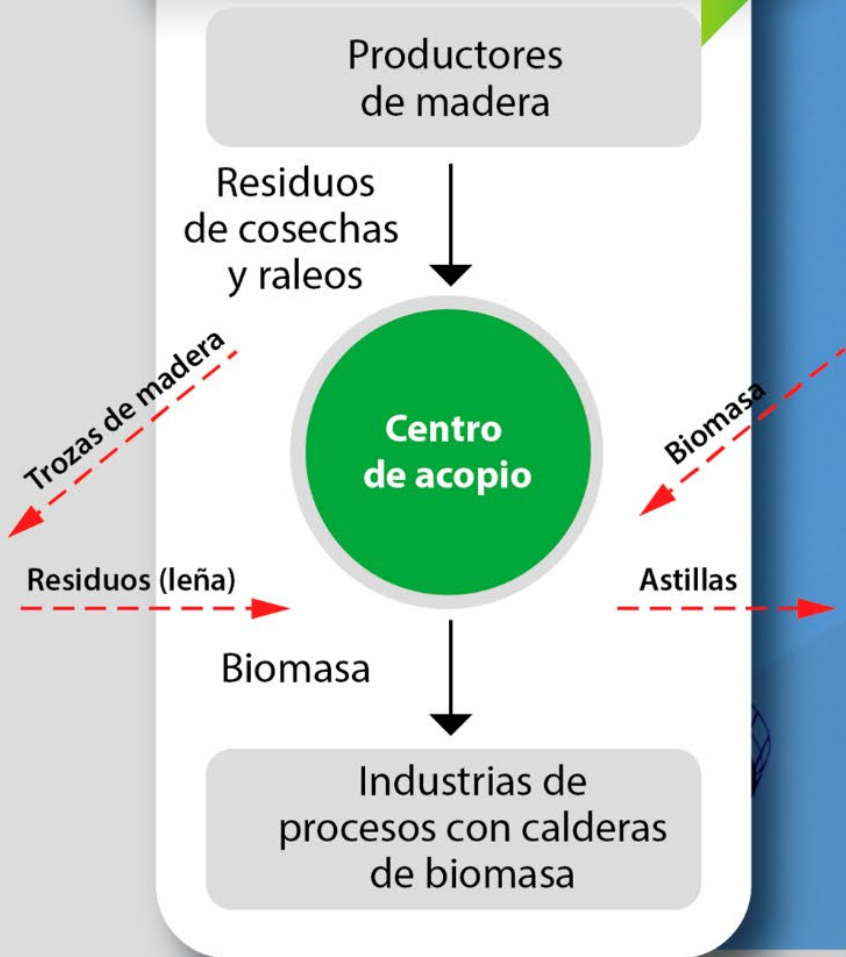 Productores
de madera
Residuos
de cosechas
y raleos
Trozas de madera
Centro
de acopio
Biomasa
Residuos (leña)
Astillas
Biomasa
Industrias de
procesos con calderas
de biomasa